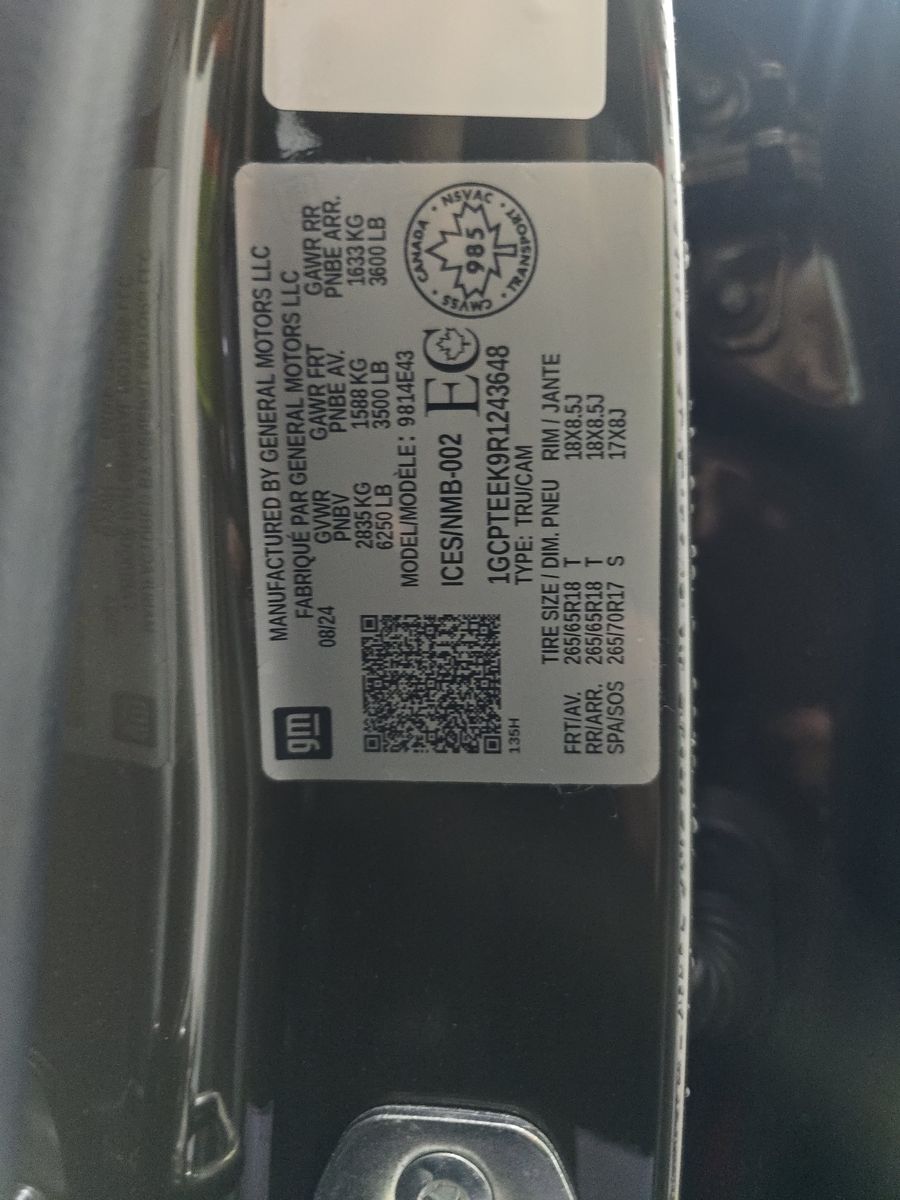 gm
MANUFACTURED BY GENERAL MOTORS LLC
FABRIQUÉ PAR GENERAL MOTORS LLC
08/24
GVWR GAWR FRT GAWR RR
PNBV PNBE AV. PNBE ARR.
2835 KG 1588 KG 1633 KG
6250 LB 3500 LB 3600 LB
MODEL/MODÈLE: 9814E43
ICES/NMB-002 EC
CANADA · NSVAC · TRANSPORT · CMVSS ·
985
1GCPTEEK9R1243648
TYPE: TRU/CAM
135H
TIRE SIZE / DIM. PNEU RIM / JANTE
FRT/AV. 265/65R18 T 18X8.5J
RR/ARR. 265/65R18 T 18X8.5J
SPA/SOS 265/70R17 S 17X8J